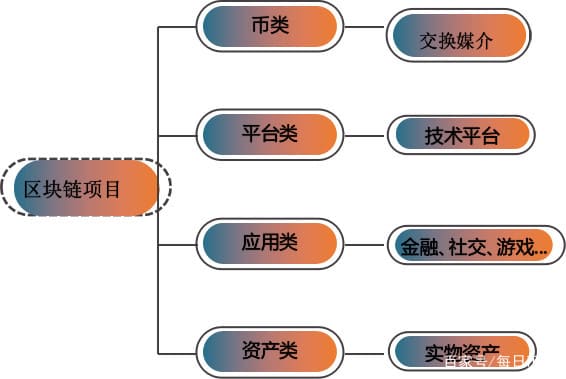 币类
交换媒介
平台类
技术平台
区块链项目
应用类
金融、社交、游戏...
资产类
实物资产
百家号/每日